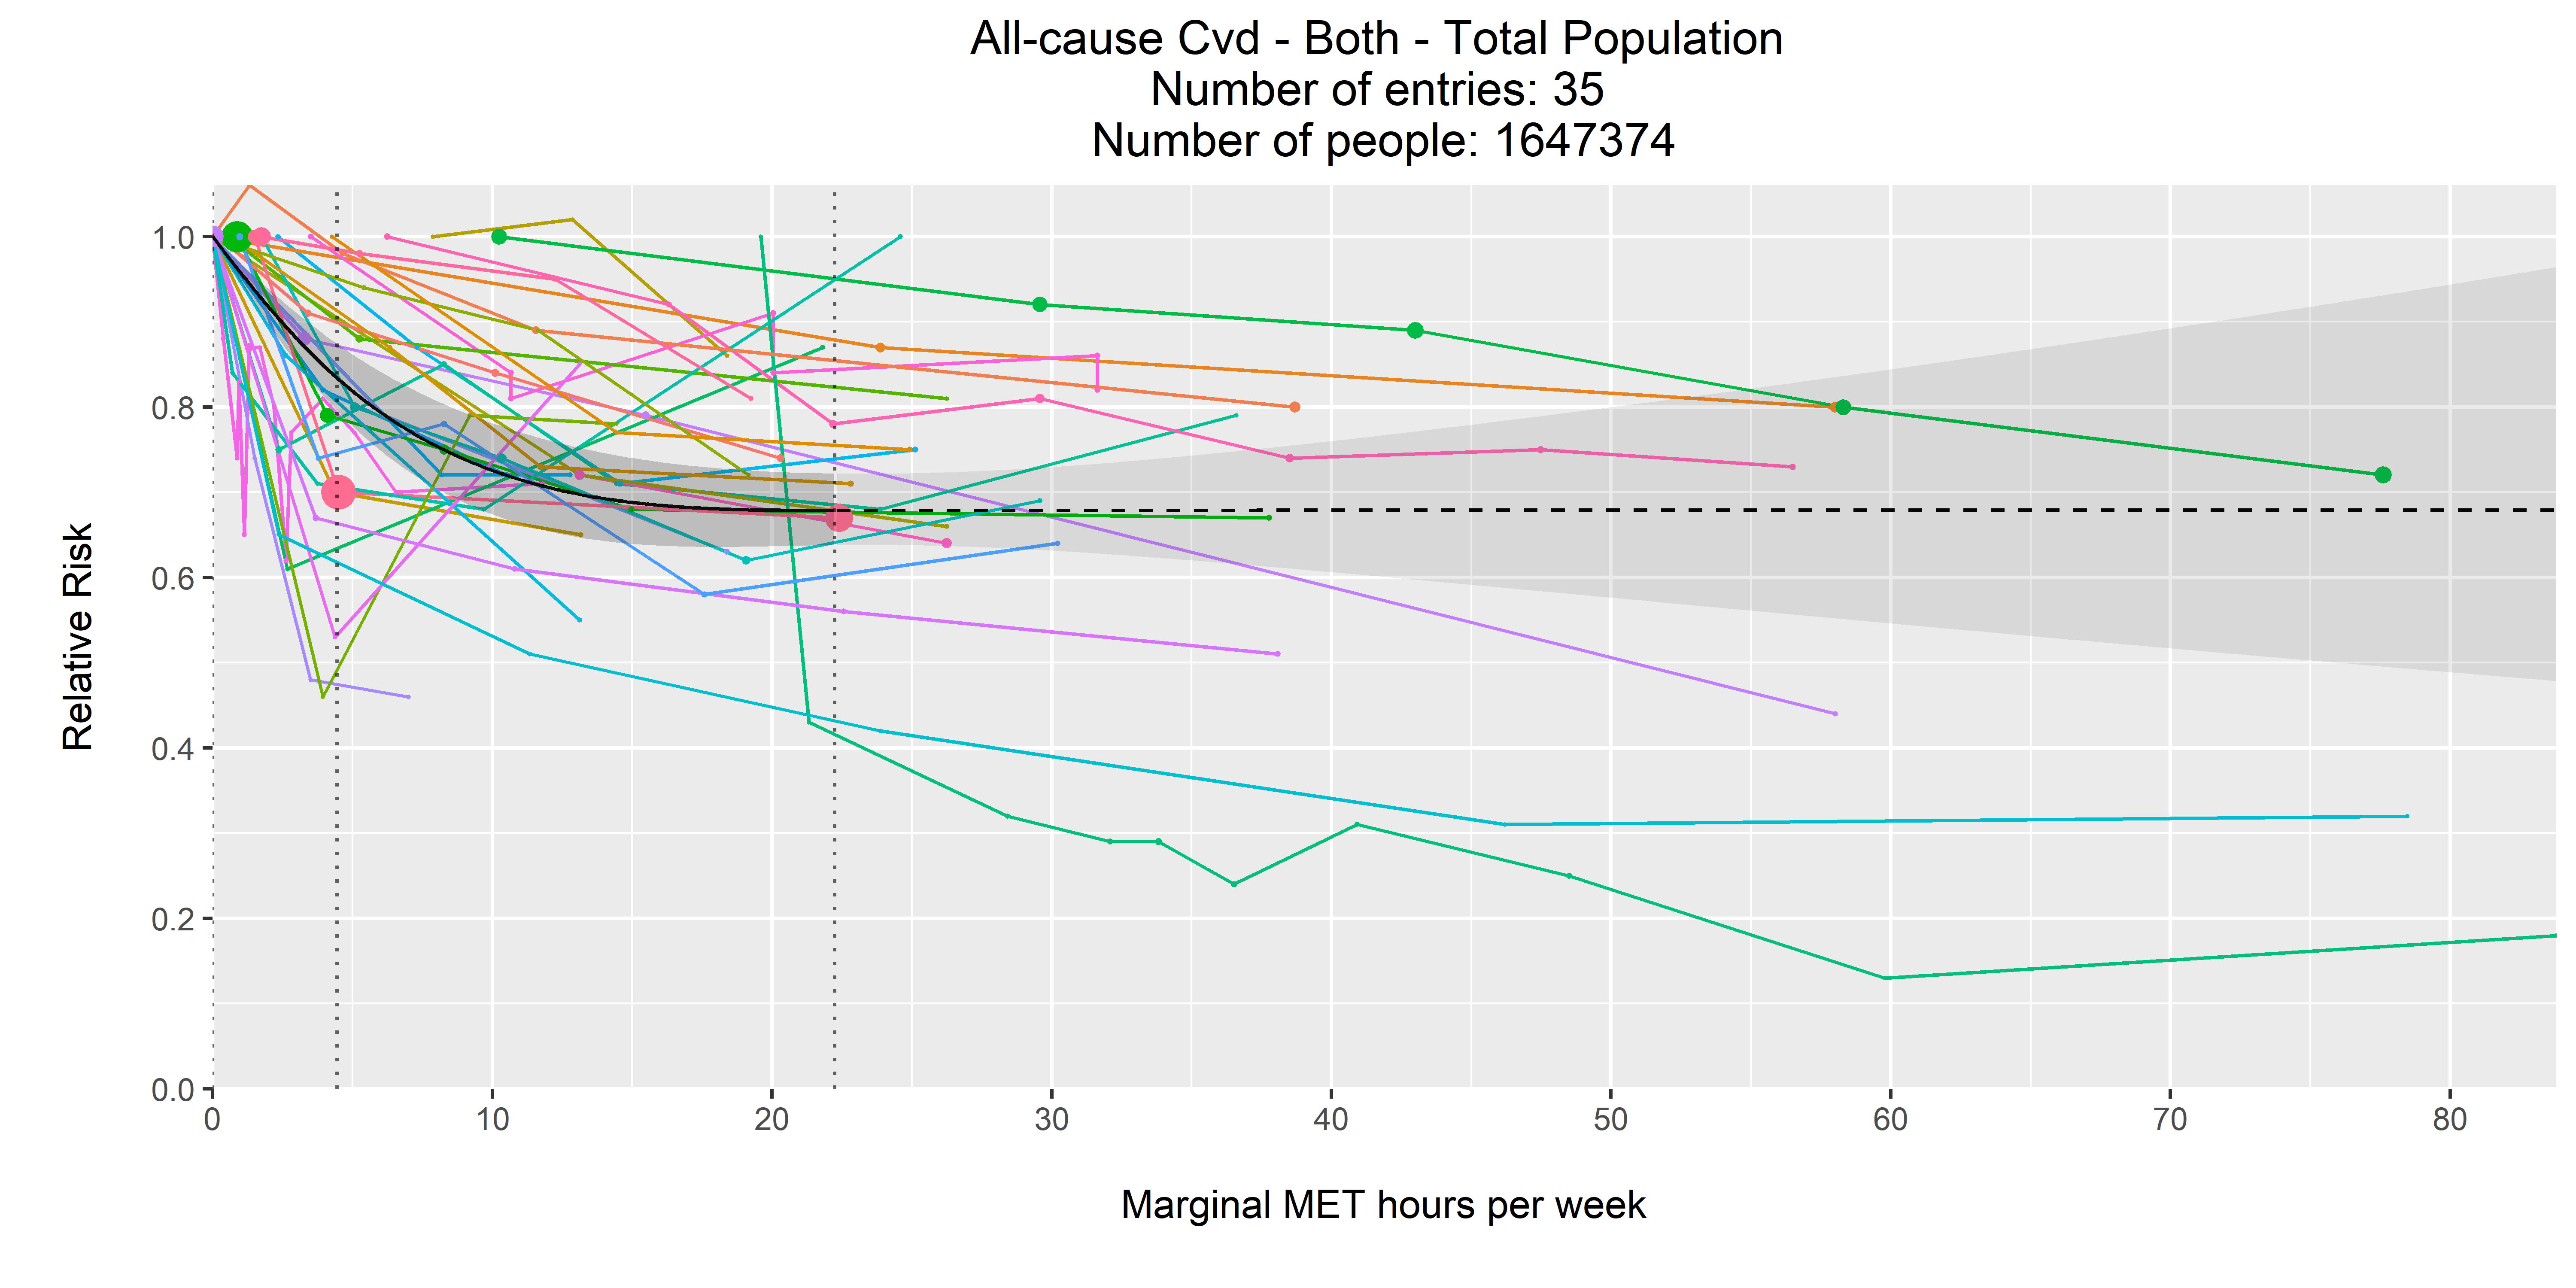 All-cause Cvd - Both - Total Population
Number of entries: 35
Number of people: 1647374
Relative Risk
1.0
0.8
0.6
0.4
0.2
0.0
0 10 20 30 40 50 60 70 80
Marginal MET hours per week